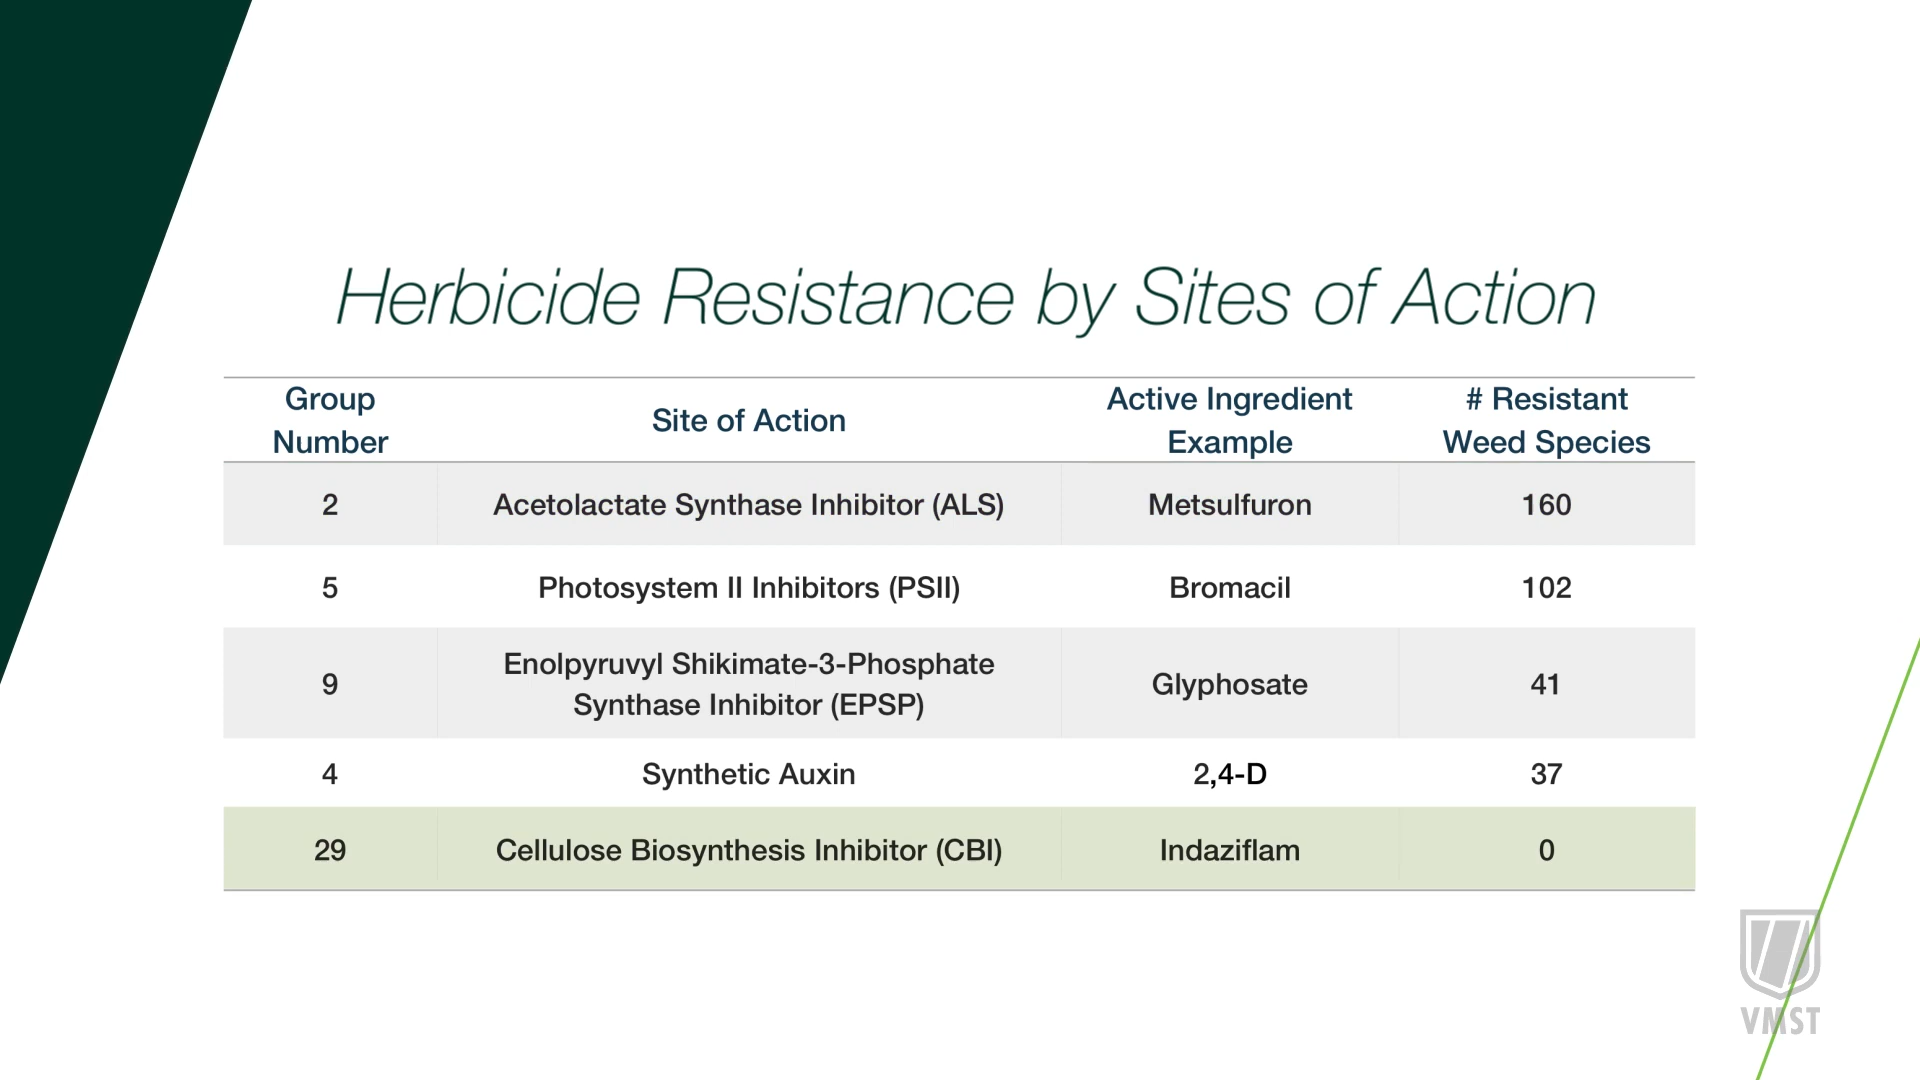 Herbicide Resistance by Sites of Action
Group Number
Site of Action
Active Ingredient Example
# Resistant Weed Species
2
Acetolactate Synthase Inhibitor (ALS)
Metsulfuron
160
5
Photosystem II Inhibitors (PSII)
Bromacil
102
9
Enolpyruvyl Shikimate-3-Phosphate
Synthase Inhibitor (EPSP)
Glyphosate
41
4
Synthetic Auxin
2,4-D
37
29
Cellulose Biosynthesis Inhibitor (CBI)
Indaziflam
0
VMST